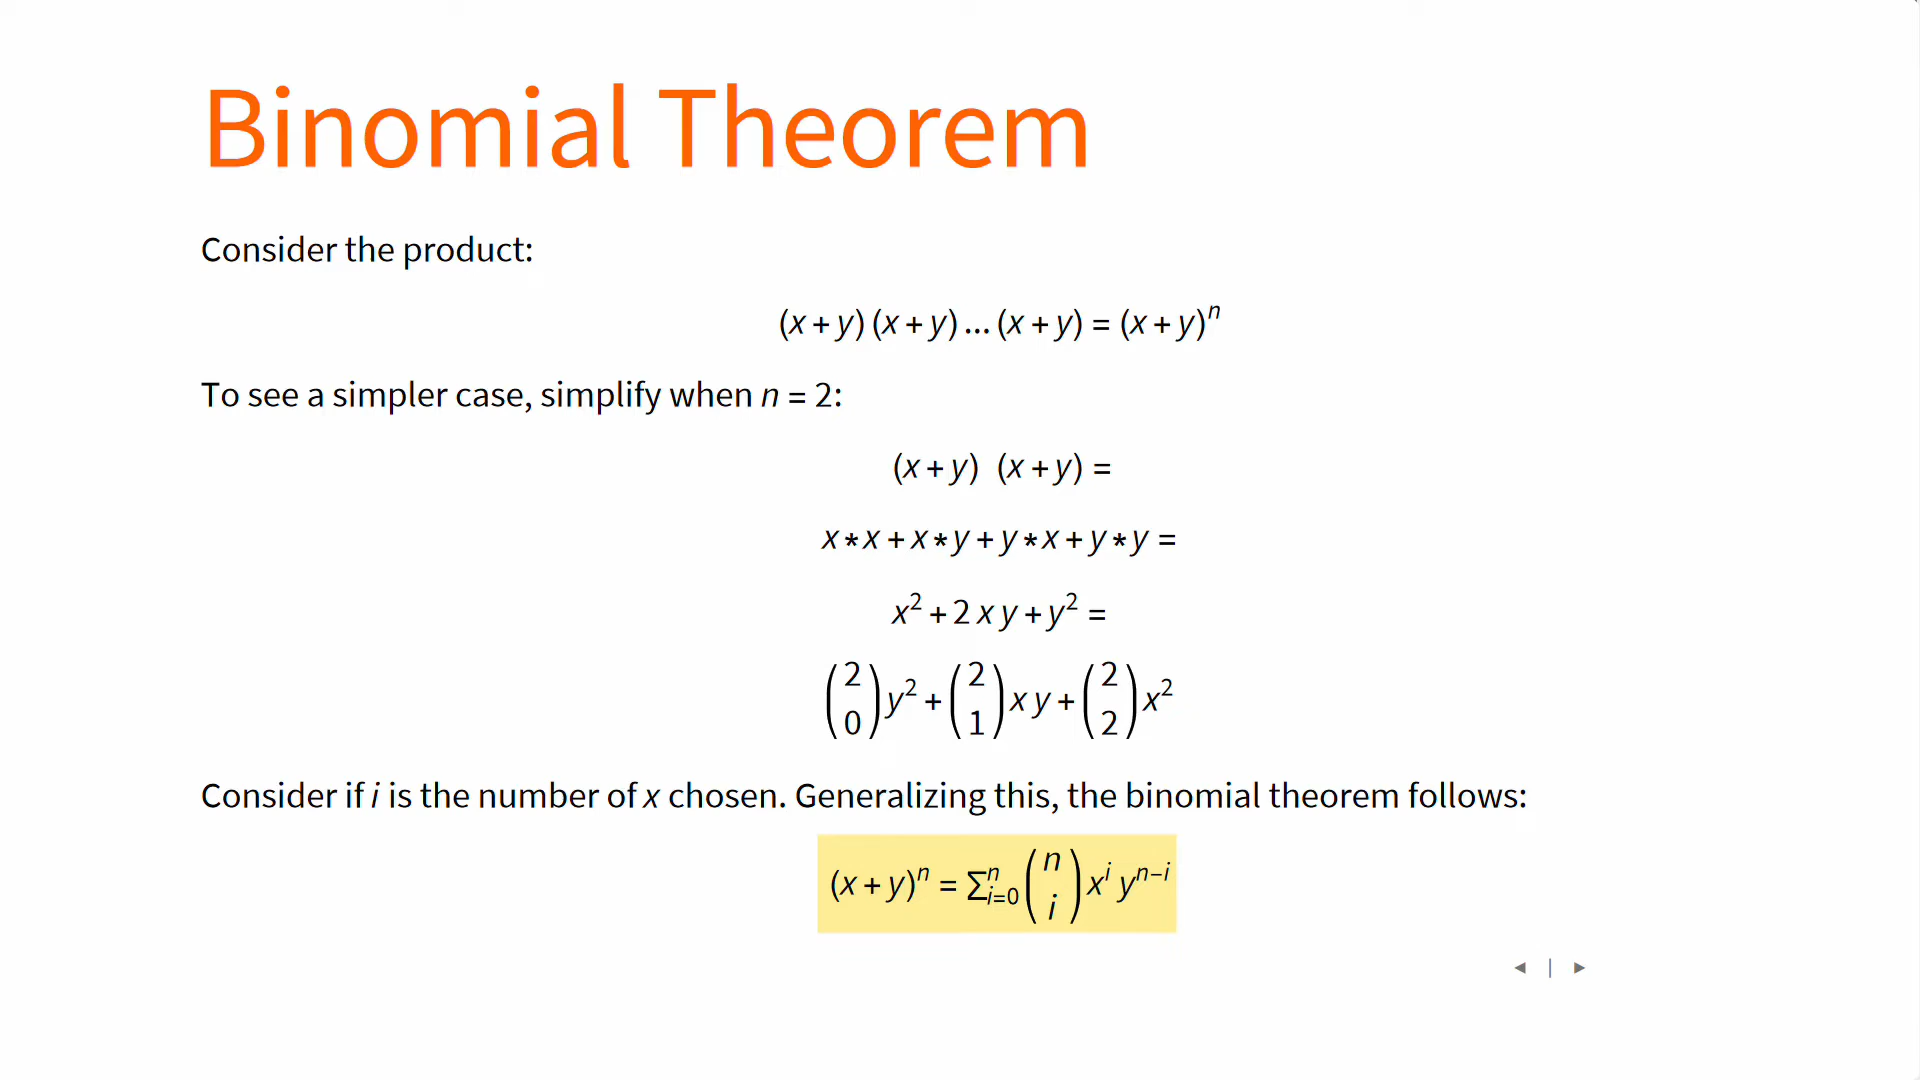 Binomial Theorem
Consider the product:
(x + y) (x + y) ... (x + y) = (x + y)^n
To see a simpler case, simplify when n = 2:
(x + y) (x + y) =
x * x + x * y + y * x + y * y =
x^2 + 2 x y + y^2 =
(2 0) y^2 + (2 1) x y + (2 2) x^2
Consider if i is the number of x chosen. Generalizing this, the binomial theorem follows:
(x + y)^n = ∑_{i=0}^n (n i) x^i y^{n−i}